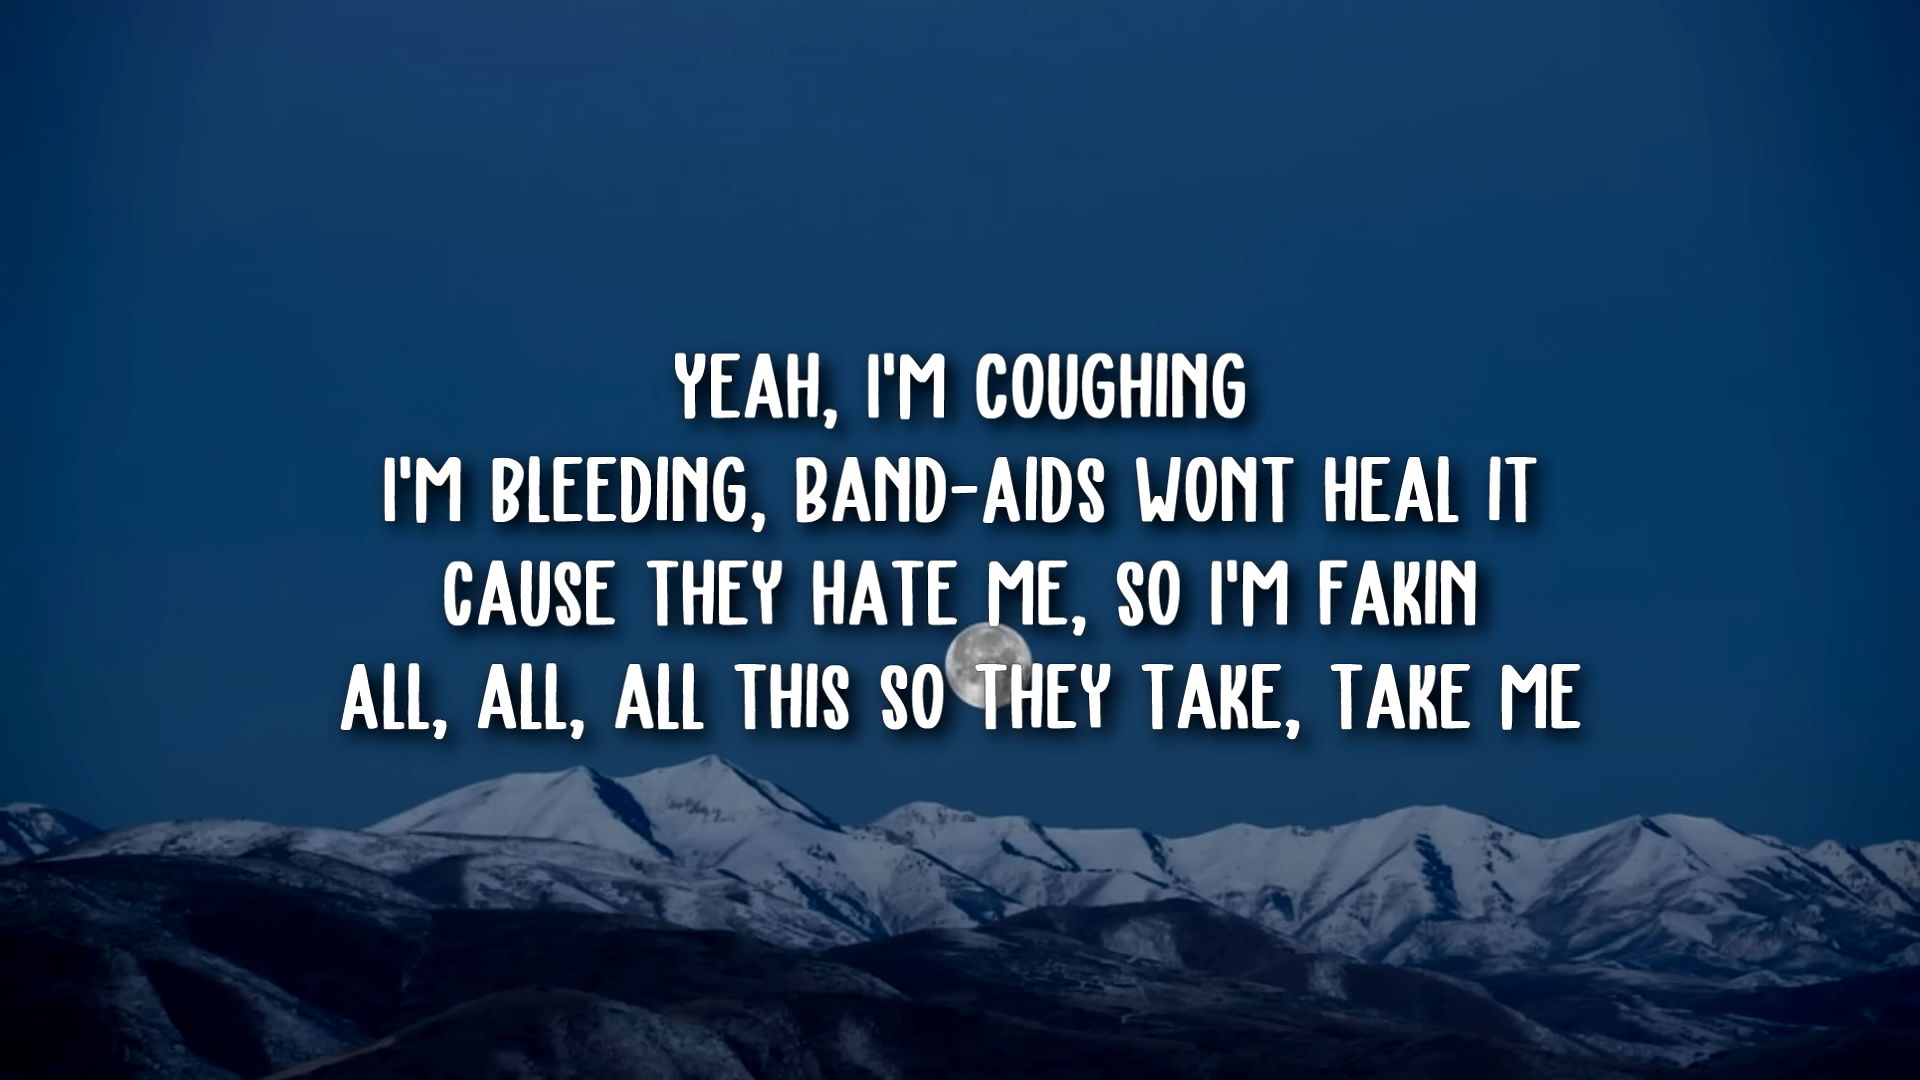 YEAH, I'M COUGHING
I'M BLEEDING, BAND-AIDS WONT HEAL IT
CAUSE THEY HATE ME, SO I'M FAKIN
ALL, ALL, ALL THIS SO THEY TAKE, TAKE ME